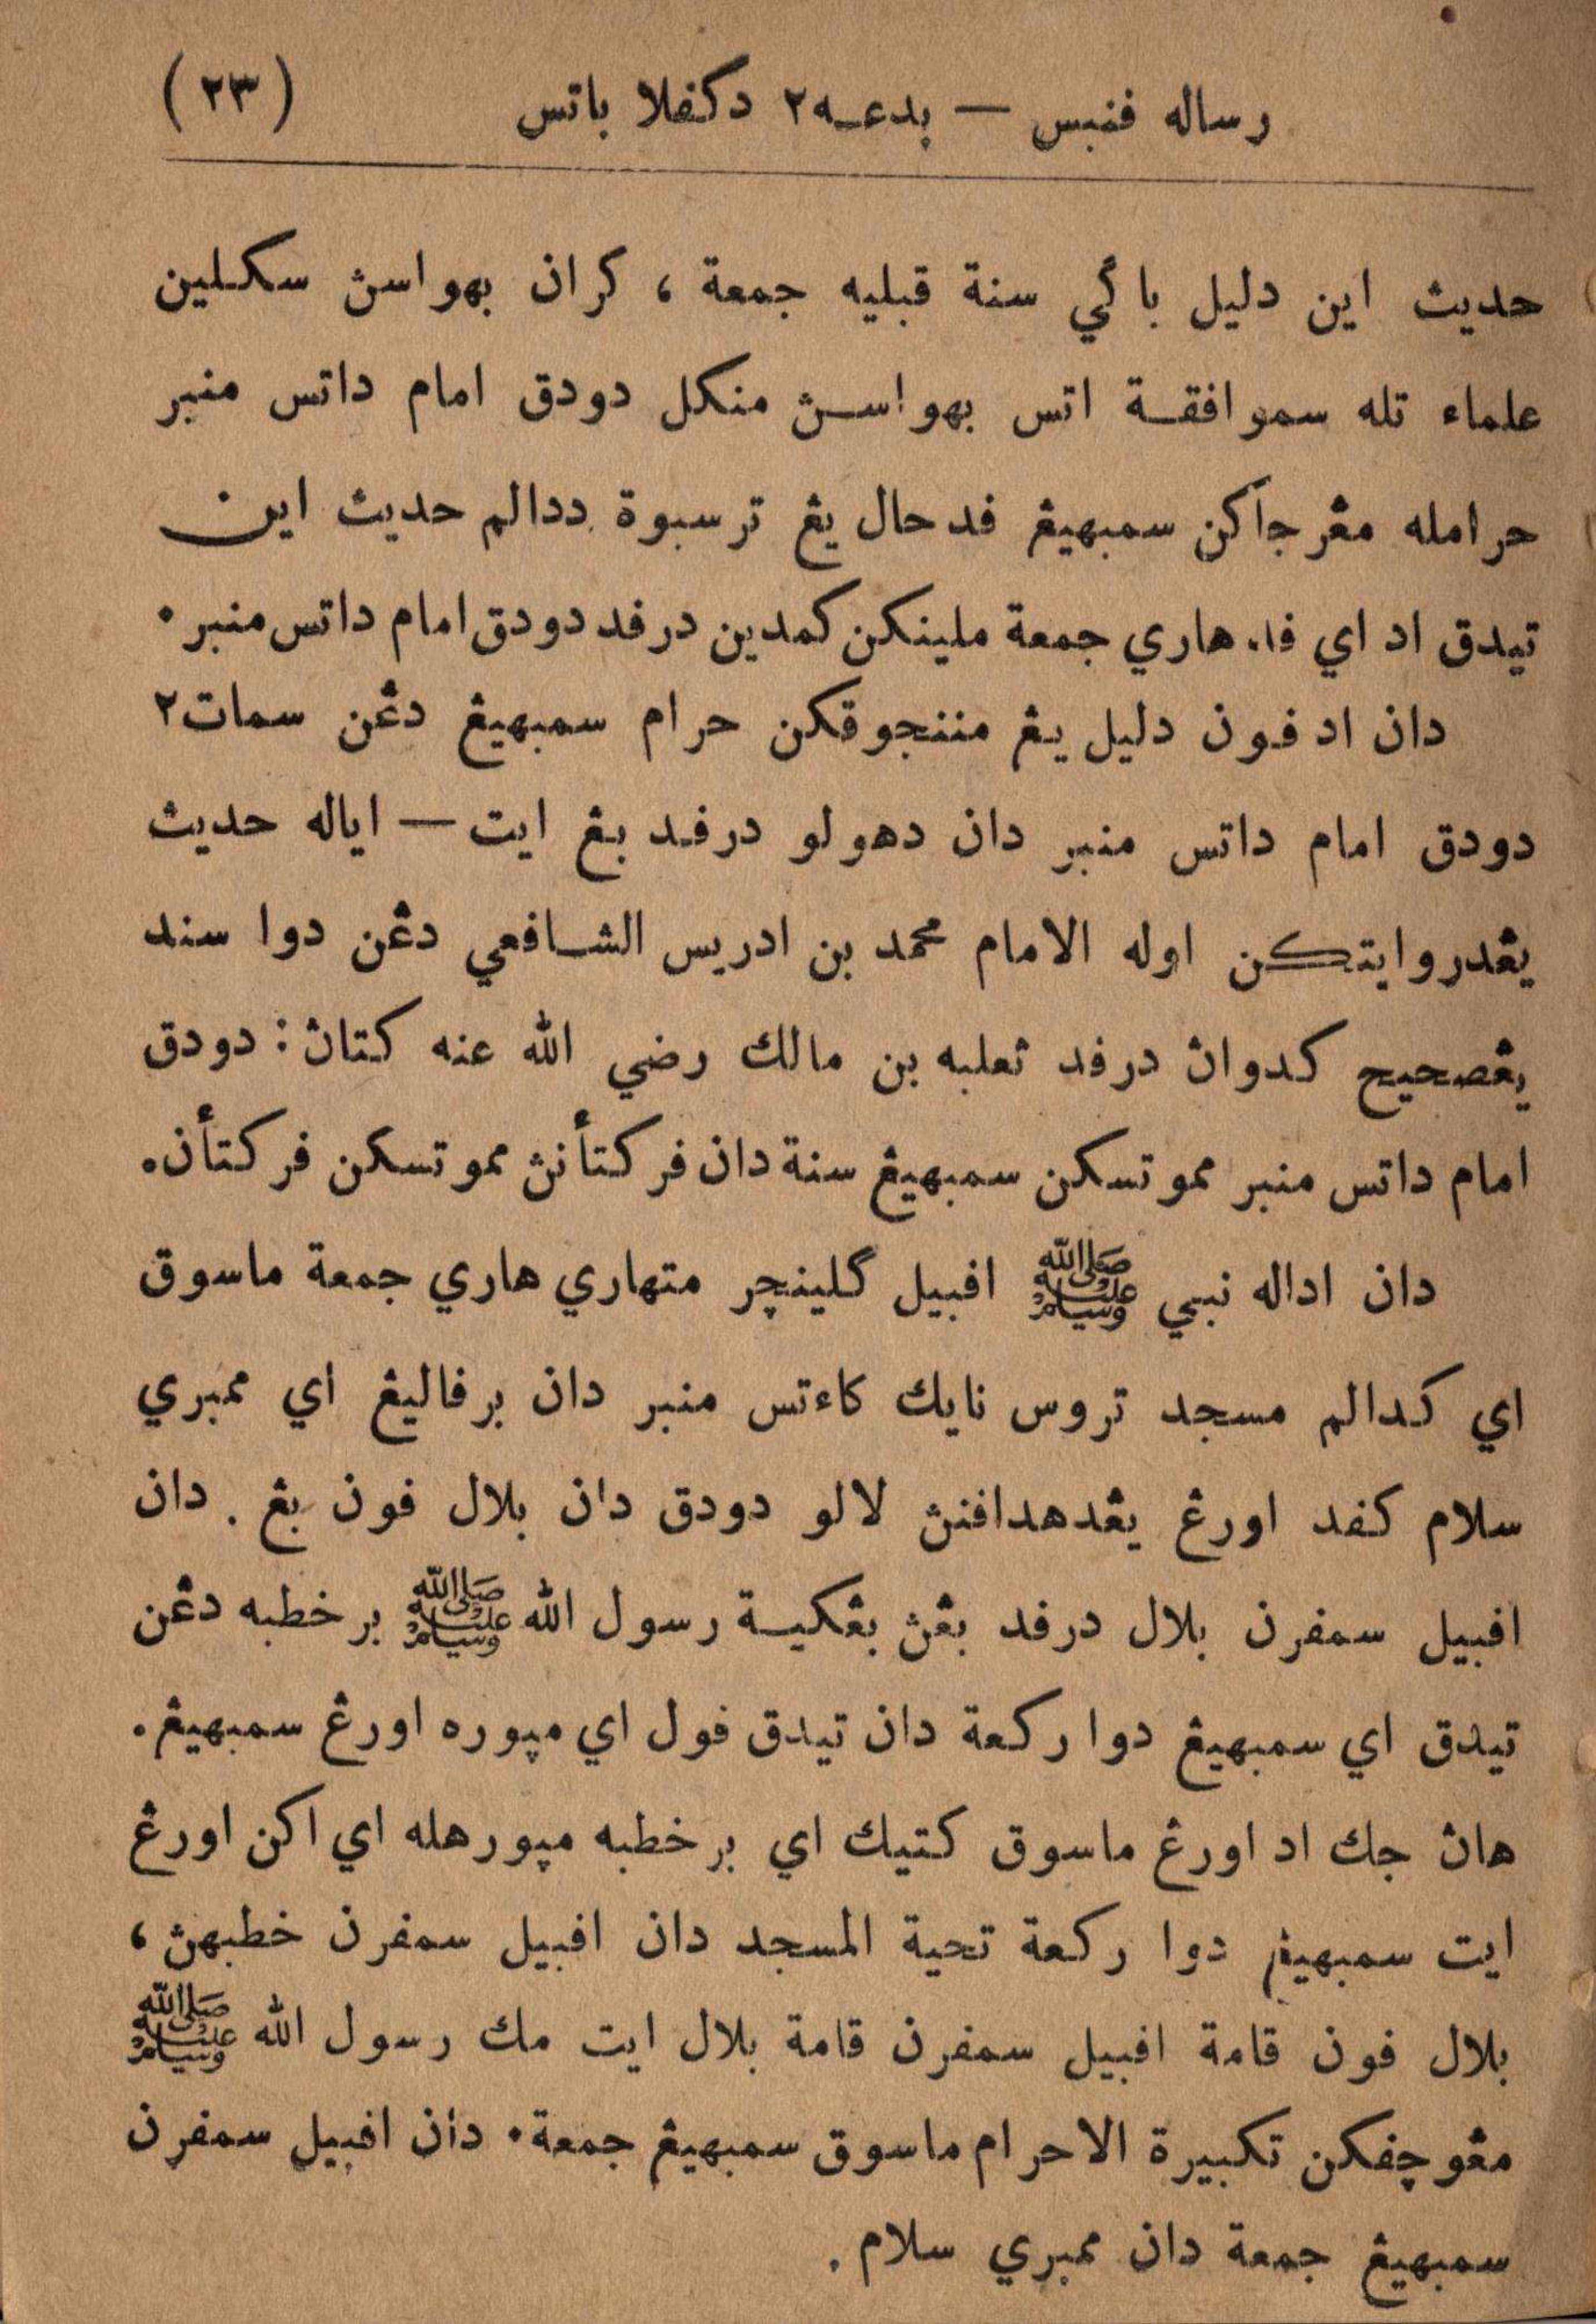 رساله فنبس — بدعه٢ دكفلا باتس (٢٣)
حديث اين دليل باڬي سنة قبليه جمعة ، كران بهواسڽ سكلين
علماء تله سموافقة اتس بهواسڽ منكل دودق امام داتس منبر
حرامله مڠرجاكن سمبهيڠ فدحال يڠ ترسبوة ددالم حديث اين
تيدق اد اي فد هاري جمعة ملينكن كمدين درفد دودق امام داتس منبر .
دان اد فون دليل يڠ مننجوقكن حرام سمبهيڠ دڠن سمات٢
دودق امام داتس منبر دان دهولو درفد بڠ ايت — اياله حديث
يڠدروايتكن اوله الامام محمد بن ادريس الشافعي دڠن دوا سند
يڠصحيح كدواڽ درفد ثعلبه بن مالك رضي الله عنه كتاڽ : دودق
امام داتس منبر مموتسكن سمبهيڠ سنة دان فركتأنڽ مموتسكن فركتأن .
دان اداله نبي ﷺ افبيل ڬلينچر متهاري هاري جمعة ماسوق
اي كدالم مسجد تروس نايك كاءتس منبر دان برفاليڠ اي ممبري
سلام كفد اورڠ يڠدهدافنڽ لالو دودق دان بلال فون بڠ . دان
افبيل سمفرن بلال درفد بڠڽ بڠكية رسول الله ﷺ برخطبه دڠن
تيدق اي سمبهيڠ دوا ركعة دان تيدق فول اي مپوره اورڠ سمبهيڠ .
هاڽ جك اد اورڠ ماسوق كتيك اي برخطبه مپورهله اي اكن اورڠ
ايت سمبهيڠ دوا ركعة تحية المسجد دان افبيل سمفرن خطبهڽ ،
بلال فون قامة افبيل سمفرن قامة بلال ايت مك رسول الله ﷺ
مڠوچفكن تكبيرة الاحرام ماسوق سمبهيڠ جمعة . دان افبيل سمفرن
سمبهيڠ جمعة دان ممبري سلام .